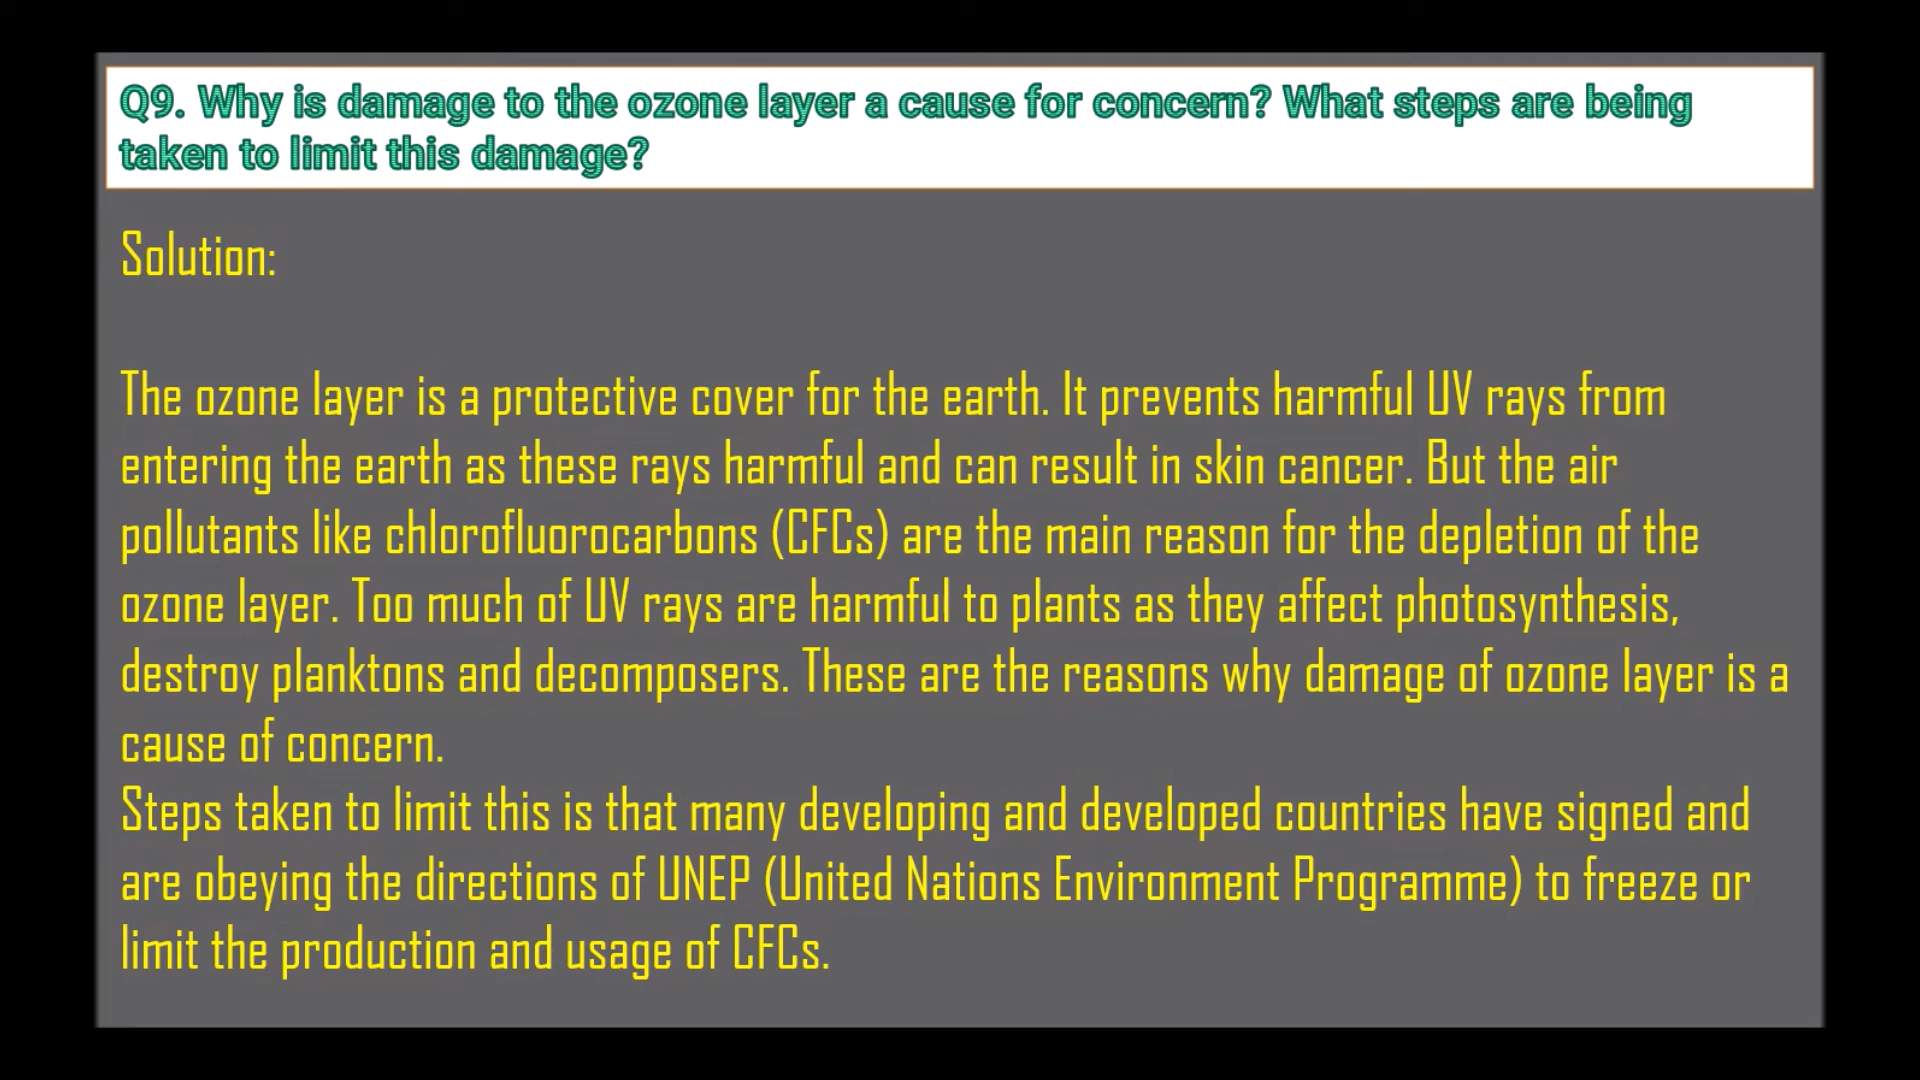 Q9. Why is damage to the ozone layer a cause for concern? What steps are being
taken to limit this damage?
Solution:
The ozone layer is a protective cover for the earth. It prevents harmful UV rays from
entering the earth as these rays harmful and can result in skin cancer. But the air
pollutants like chlorofluorocarbons (CFCs) are the main reason for the depletion of the
ozone layer. Too much of UV rays are harmful to plants as they affect photosynthesis,
destroy planktons and decomposers. These are the reasons why damage of ozone layer is a
cause of concern.
Steps taken to limit this is that many developing and developed countries have signed and
are obeying the directions of UNEP (United Nations Environment Programme) to freeze or
limit the production and usage of CFCs.